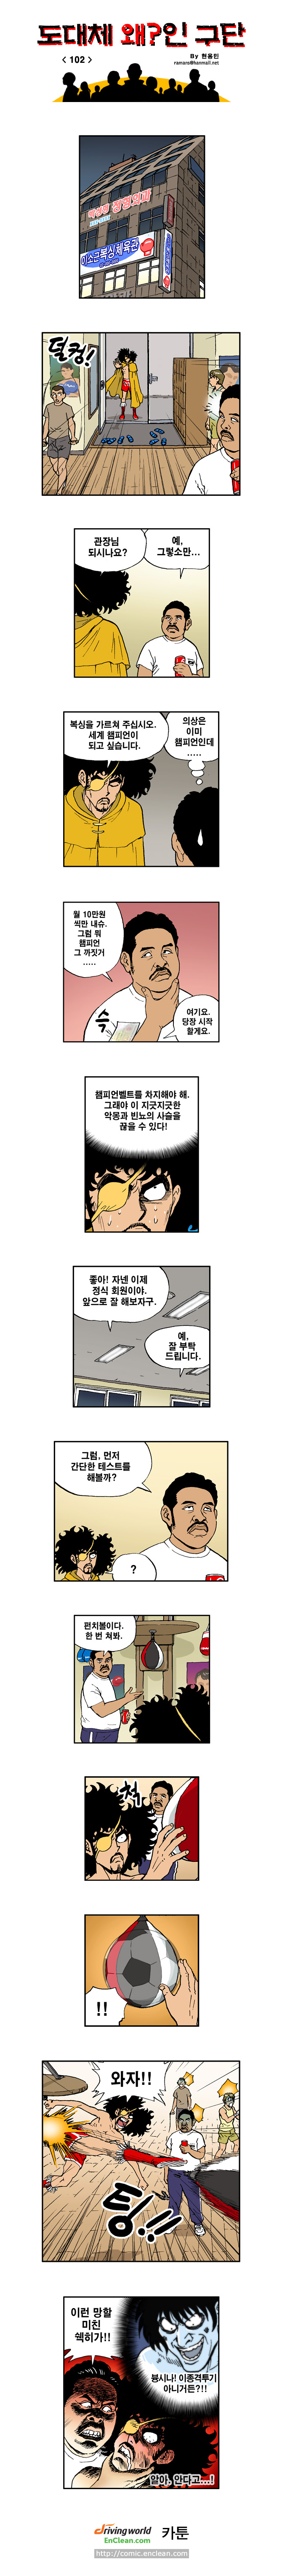 도대체 왜?인 구단
< 102 >
By 현용민
ramaro@hanmail.net
정형외과
이소근복싱체육관
덜컹!
관장님
되시나요?
예,
그렇소만...
복싱을 가르쳐 주십시오.
세계 챔피언이
되고 싶습니다.
의상은
이미
챔피언인데
.....
월 10만원
씩만 내슈.
그럼 뭐
챔피언
그 까짓거
.....
슥
여기요.
당장 시작
할게요.
챔피언벨트를 차지해야 해.
그래야 이 지긋지긋한
악몽과 빈뇨의 사슬을
끊을 수 있다!
좋아! 자넨 이제
정식 회원이야.
앞으로 잘 해보자구.
예,
잘 부탁
드립니다.
그럼, 먼저
간단한 테스트를
해볼까?
?
펀치볼이다.
한 번 쳐봐.
척
!!
와자!!
팅!!
이런 망할
미친
쉑히가!!
븅시나! 이종격투기
아니거든?!!
알아, 안다고...!
drivingworld
EnClean.com
카툰
http://comic.enclean.com